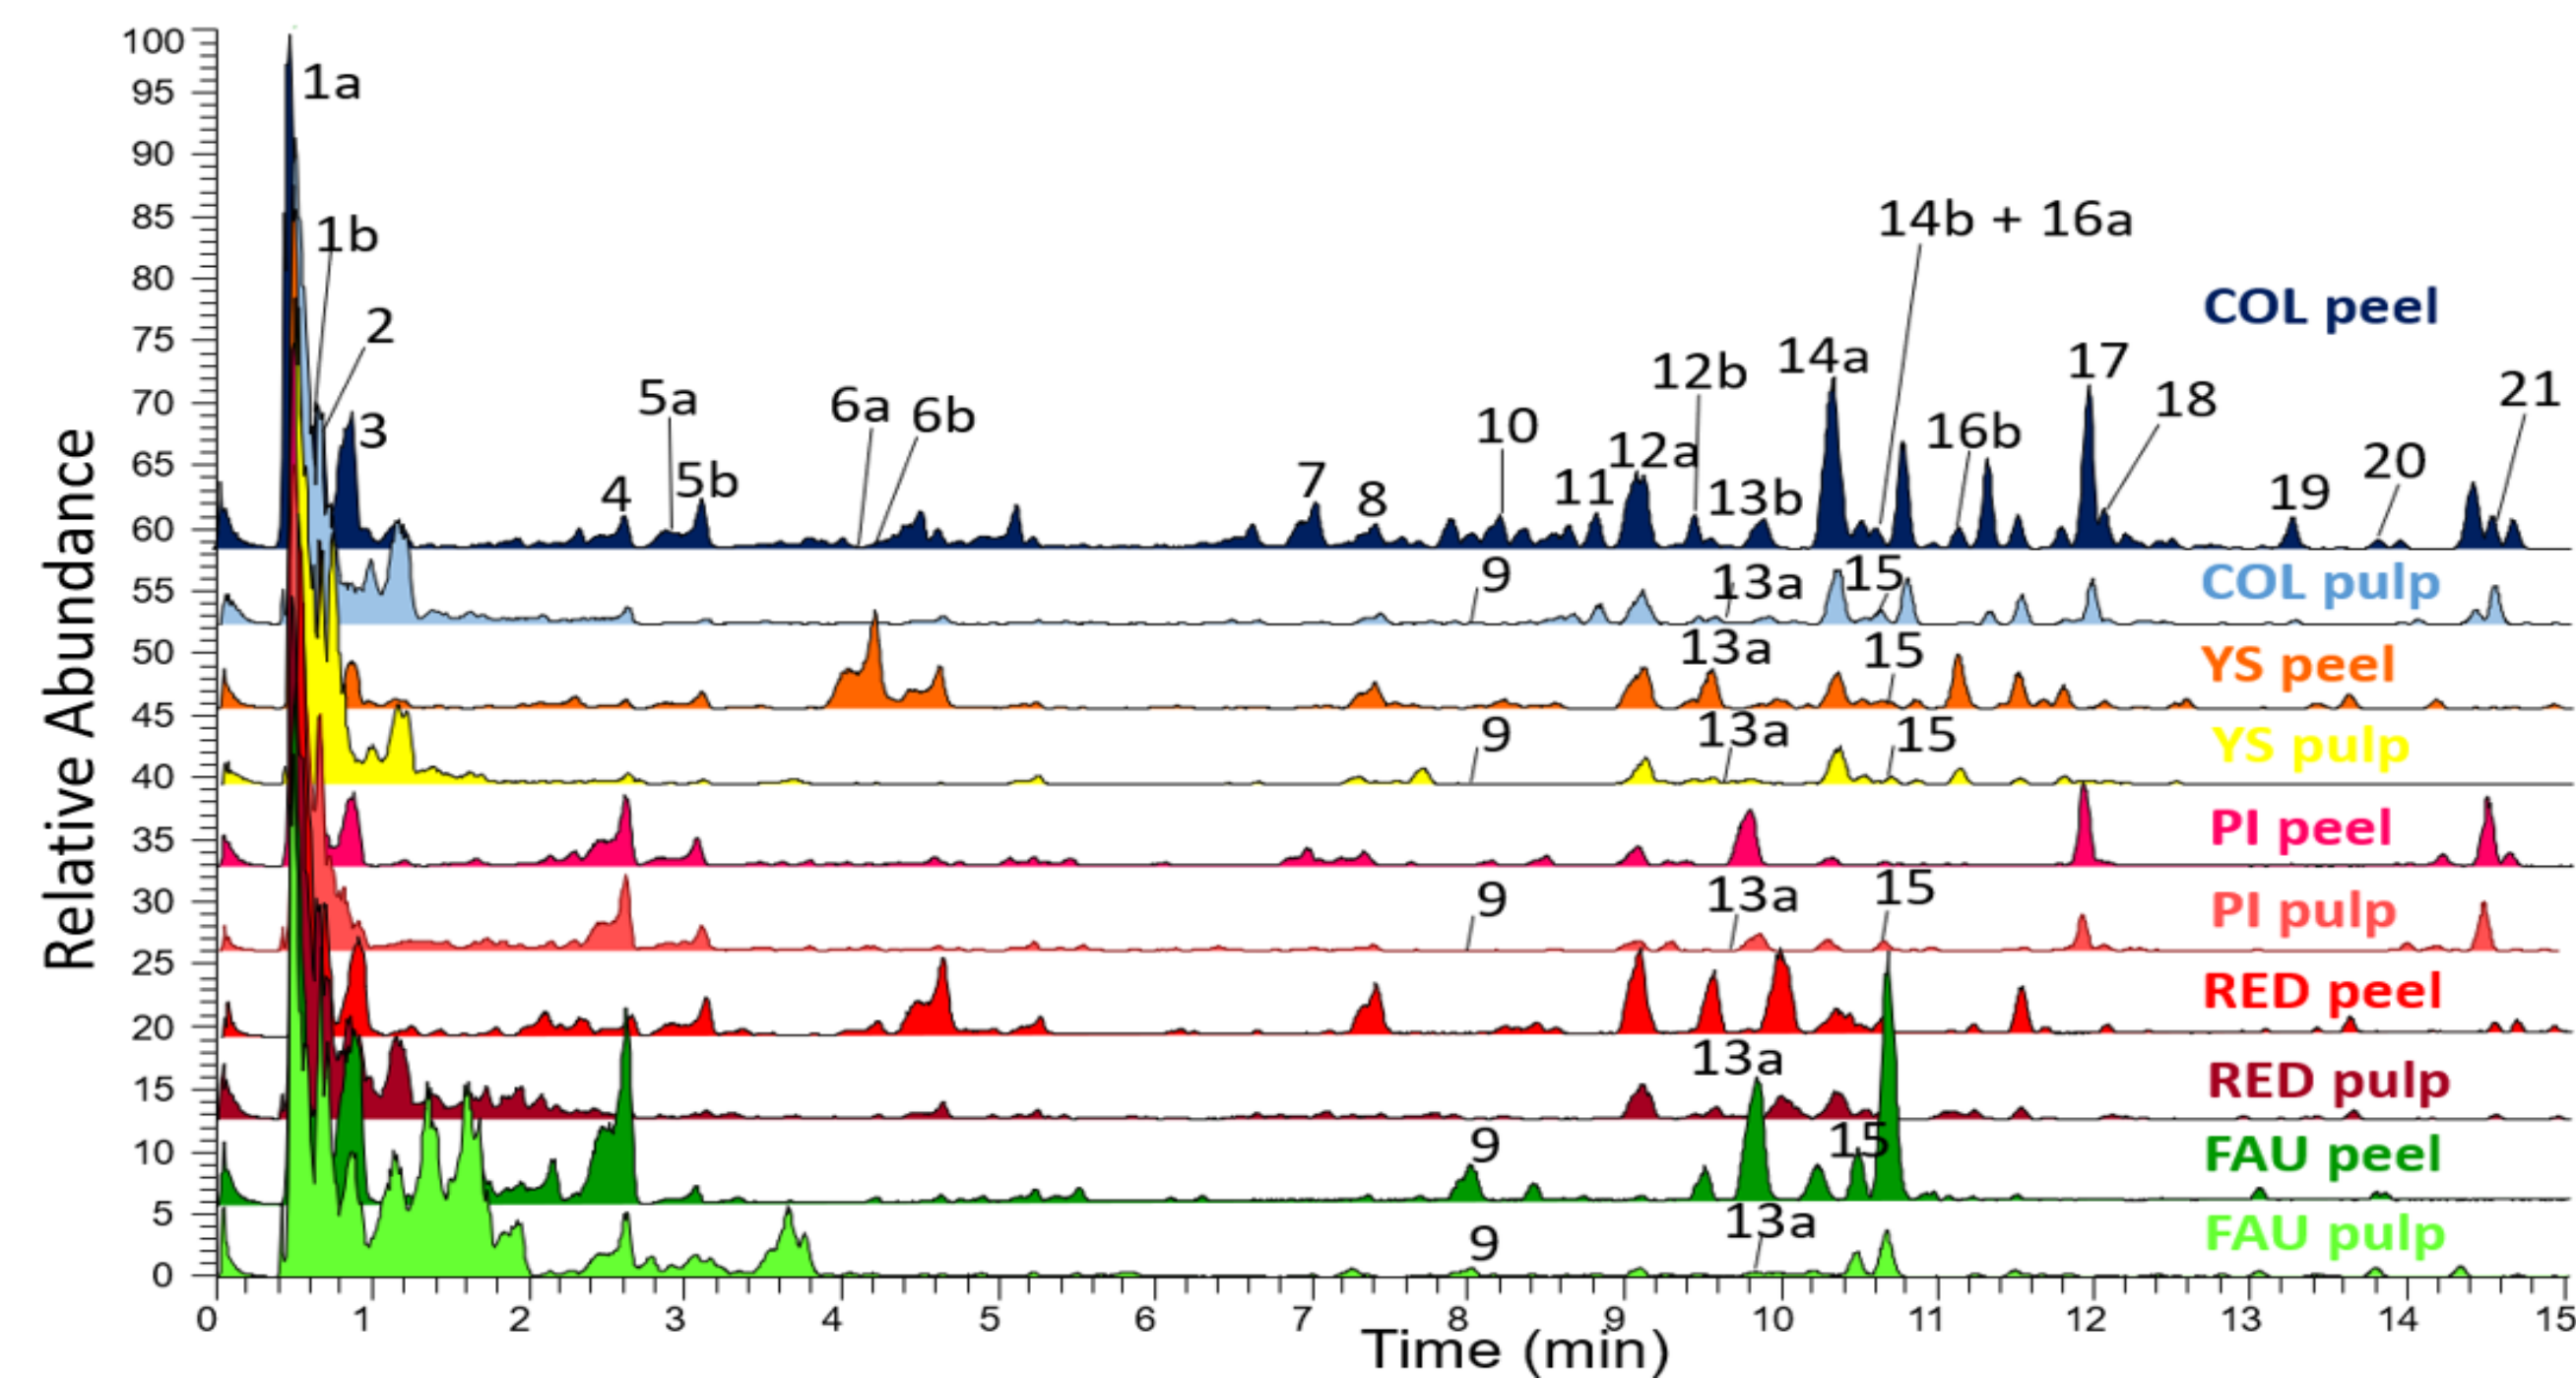 Relative Abundance
100
95
90
85
80
75
70
65
60
55
50
45
40
35
30
25
20
15
10
5
0
1a
1b
2
3
4
5a
5b
6a
6b
7
8
10
11
12a
12b
13b
14a
14b + 16a
16b
17
18
19
20
21
COL peel
9
13a
15
COL pulp
13a
15
YS peel
9
13a
15
YS pulp
PI peel
9
13a
15
PI pulp
RED peel
13a
RED pulp
9
15
FAU peel
9
13a
FAU pulp
0 1 2 3 4 5 6 7 8 9 10 11 12 13 14 15
Time (min)